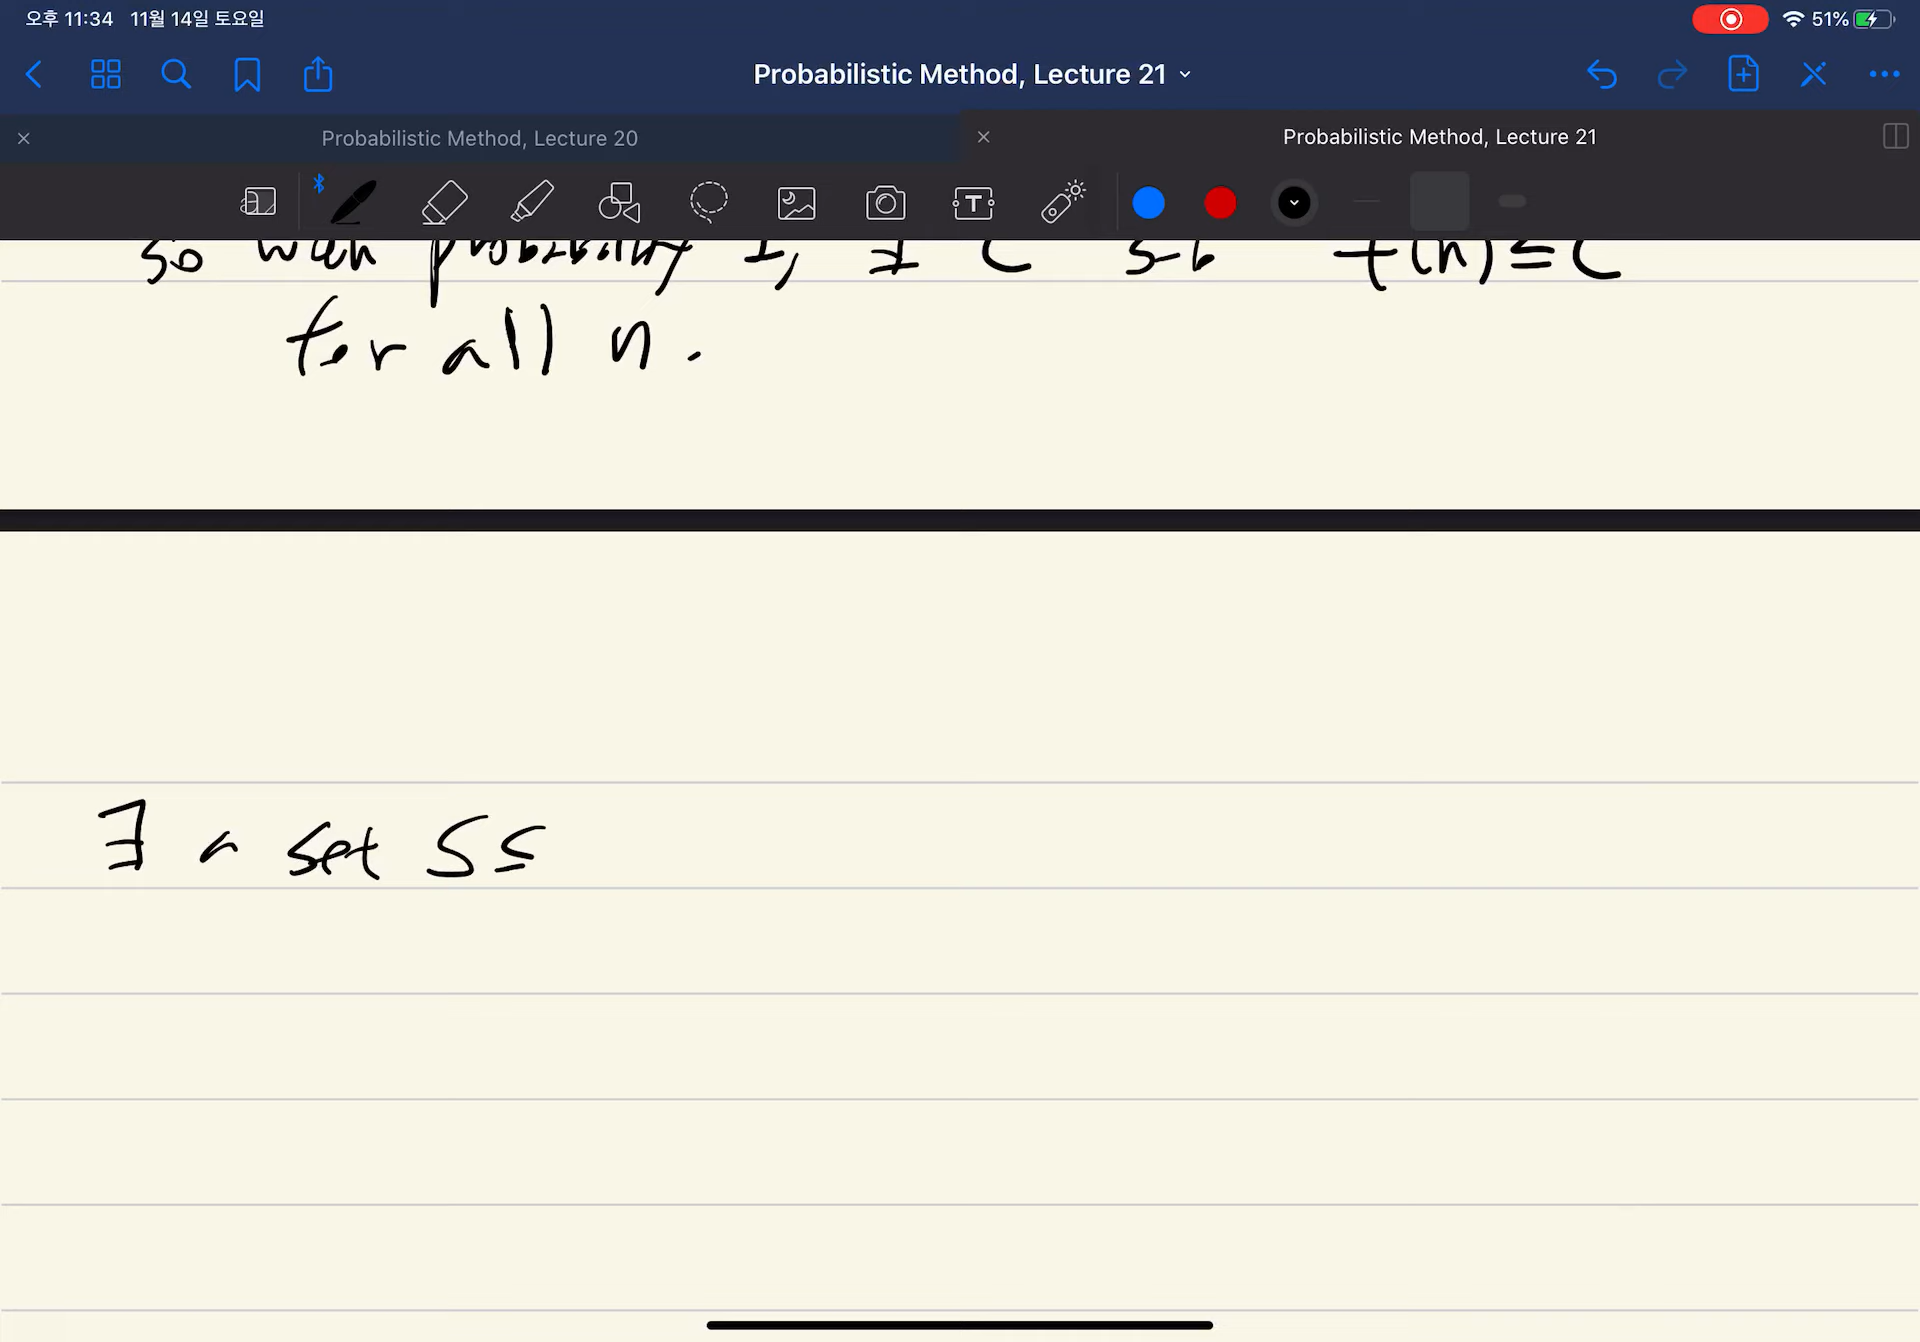 오후 11:34 11월 14일 토요일 51%
Probabilistic Method, Lecture 21
Probabilistic Method, Lecture 20 Probabilistic Method, Lecture 21
so with probability 1, ∃ C s.t f(n) ≤ C
for all n.
∃ a set S ⊆